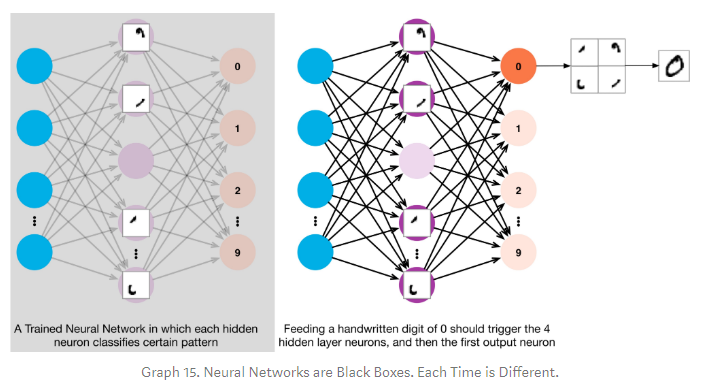 0
1
2
9
A Trained Neural Network in which each hidden
neuron classifies certain pattern
0
1
2
9
Feeding a handwritten digit of 0 should trigger the 4
hidden layer neurons, and then the first output neuron
0
Graph 15. Neural Networks are Black Boxes. Each Time is Different.